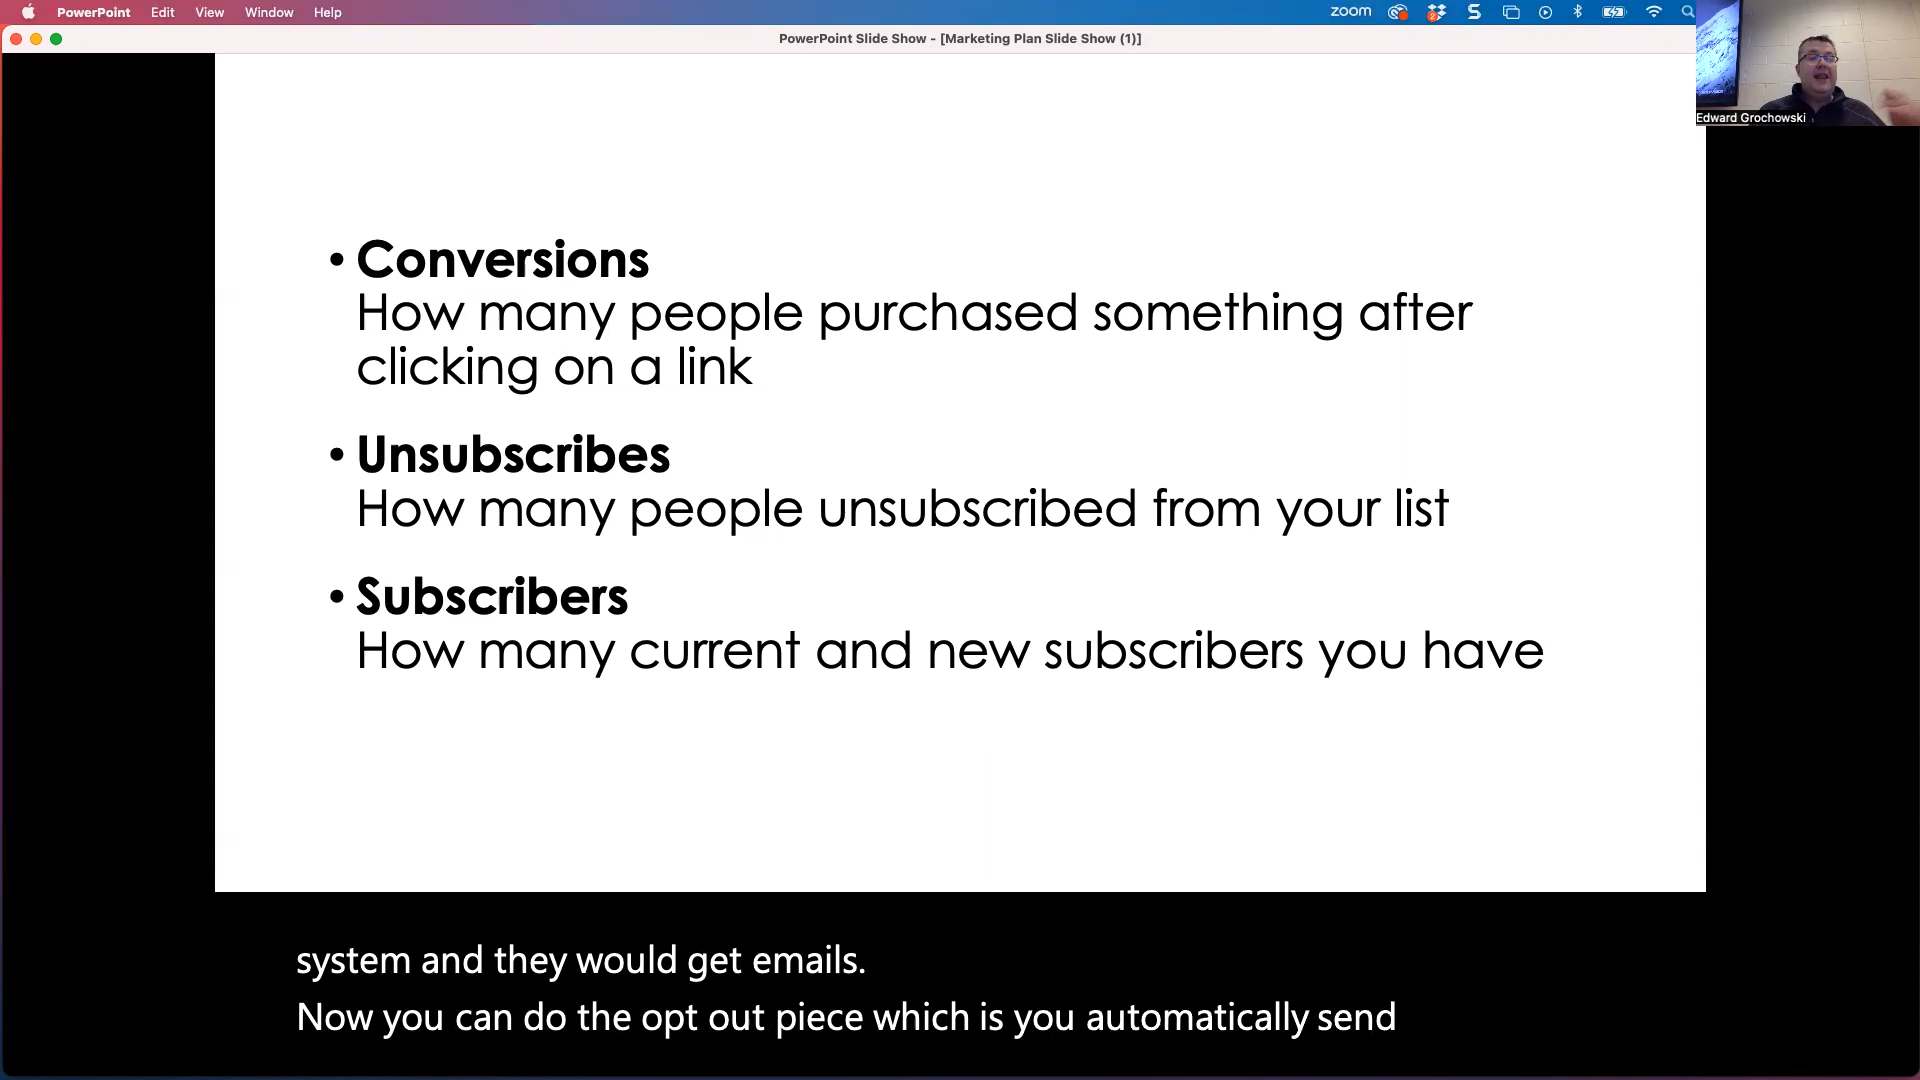 PowerPoint Edit View Window Help zoom
2
PowerPoint Slide Show - [Marketing Plan Slide Show (1)]
Edward Grochowski
• Conversions
How many people purchased something after
clicking on a link
• Unsubscribes
How many people unsubscribed from your list
• Subscribers
How many current and new subscribers you have
system and they would get emails.
Now you can do the opt out piece which is you automatically send